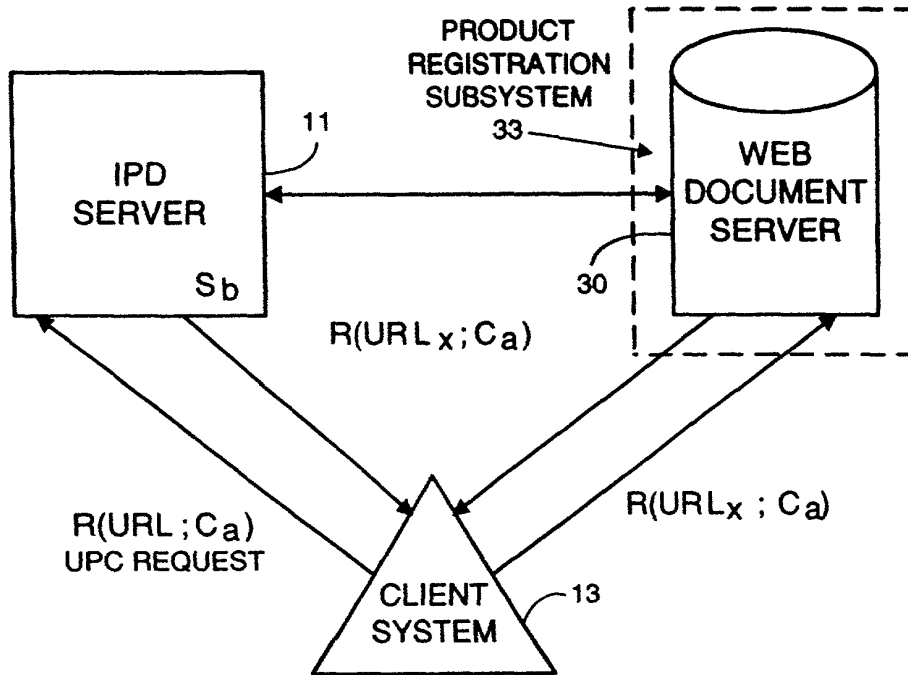 PRODUCT
REGISTRATION
SUBSYSTEM
33
11
IPD
SERVER
Sb
WEB
DOCUMENT
SERVER
30
R(URLx;Ca)
R(URL;Ca)
UPC REQUEST
R(URLx ; Ca)
CLIENT
SYSTEM
13